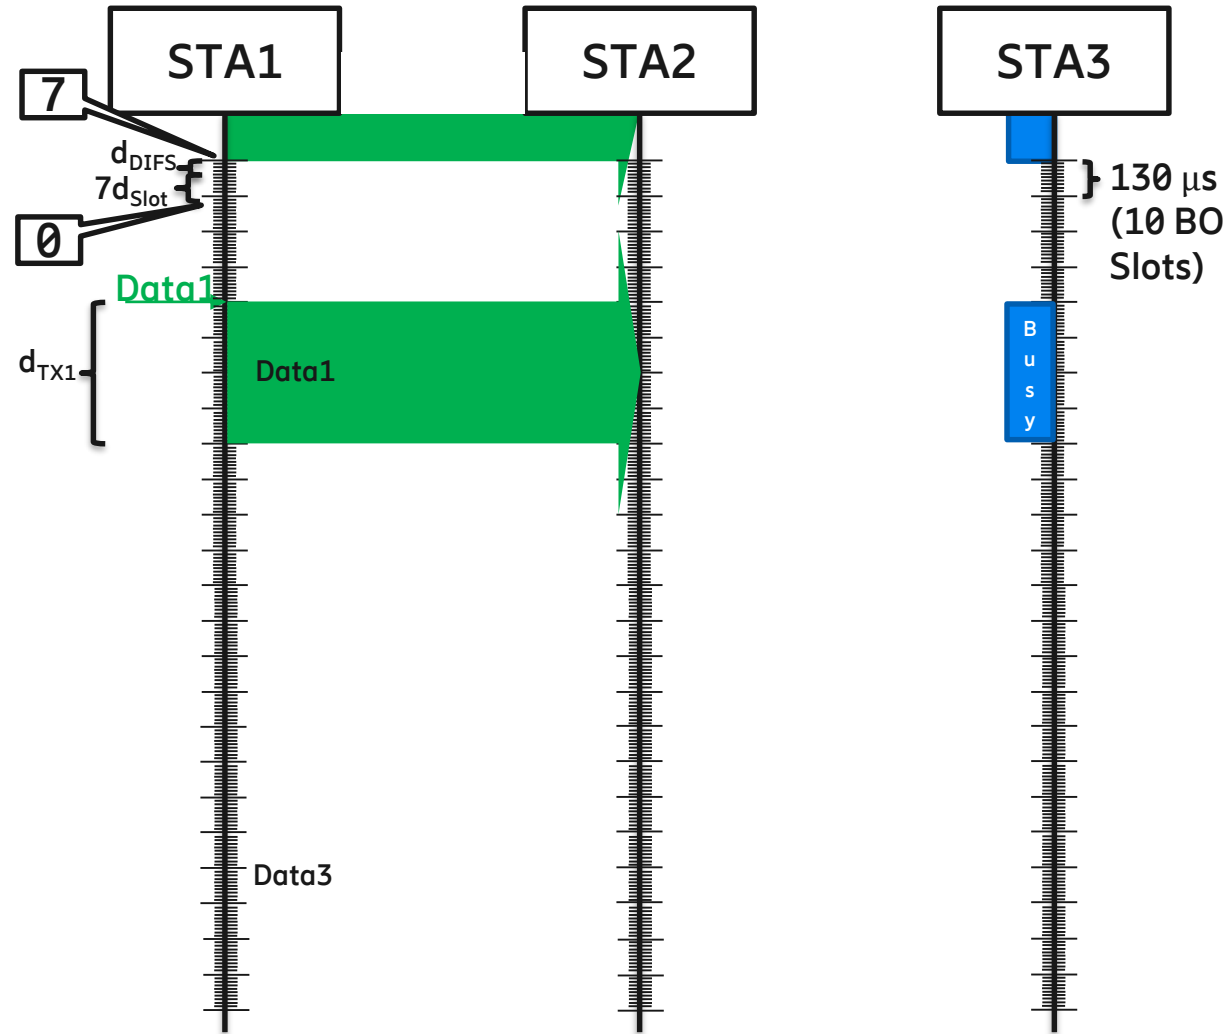 STA1
STA2
STA3
7
dDIFS
7dSlot
0
130 μs
(10 BO
Slots)
Data1
B
u
s
y
dTX1
Data1
Data3